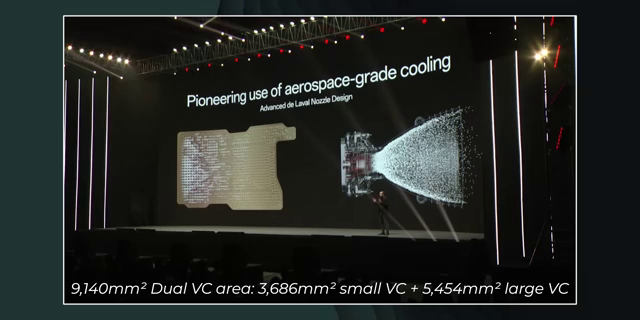 Pioneering use of aerospace-grade cooling
Advanced de Laval Nozzle Design
9,140mm² Dual VC area: 3,686mm² small VC + 5,454mm² large VC